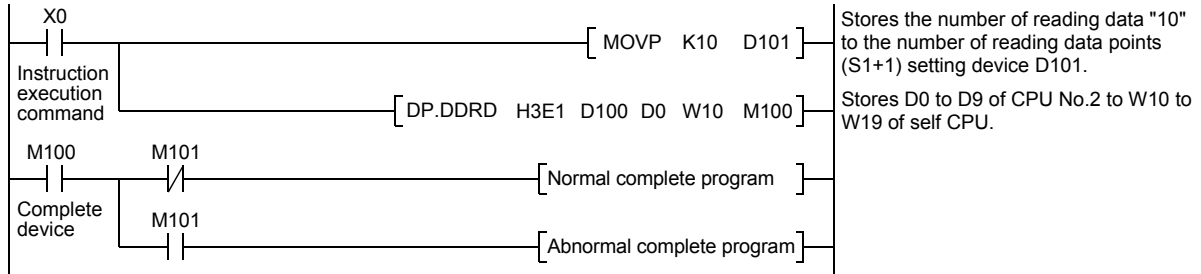 X0
MOVP K10 D101
Stores the number of reading data "10"
to the number of reading data points
(S1+1) setting device D101.
Instruction
execution
command
DP.DDRD H3E1 D100 D0 W10 M100
Stores D0 to D9 of CPU No.2 to W10 to
W19 of self CPU.
M100 M101
Normal complete program
Complete
device
M101
Abnormal complete program